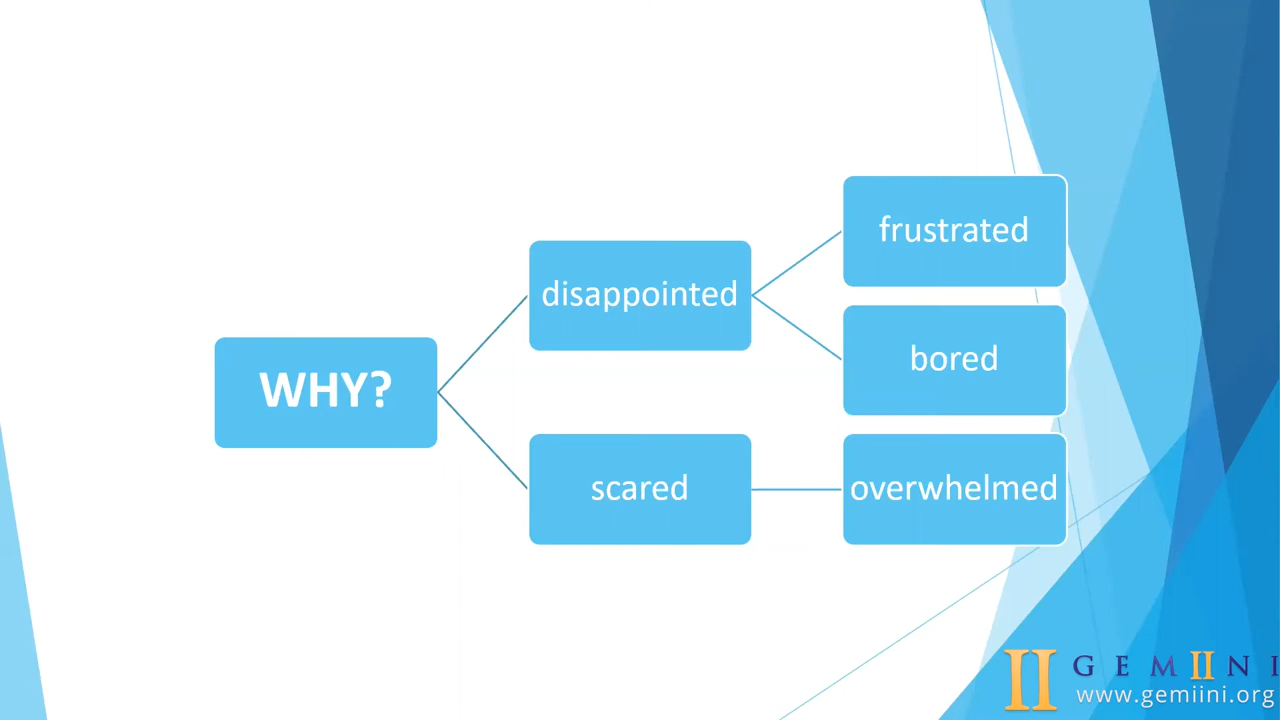 WHY?
disappointed
frustrated
bored
scared
overwhelmed
GEMIINI
www.gemiini.org